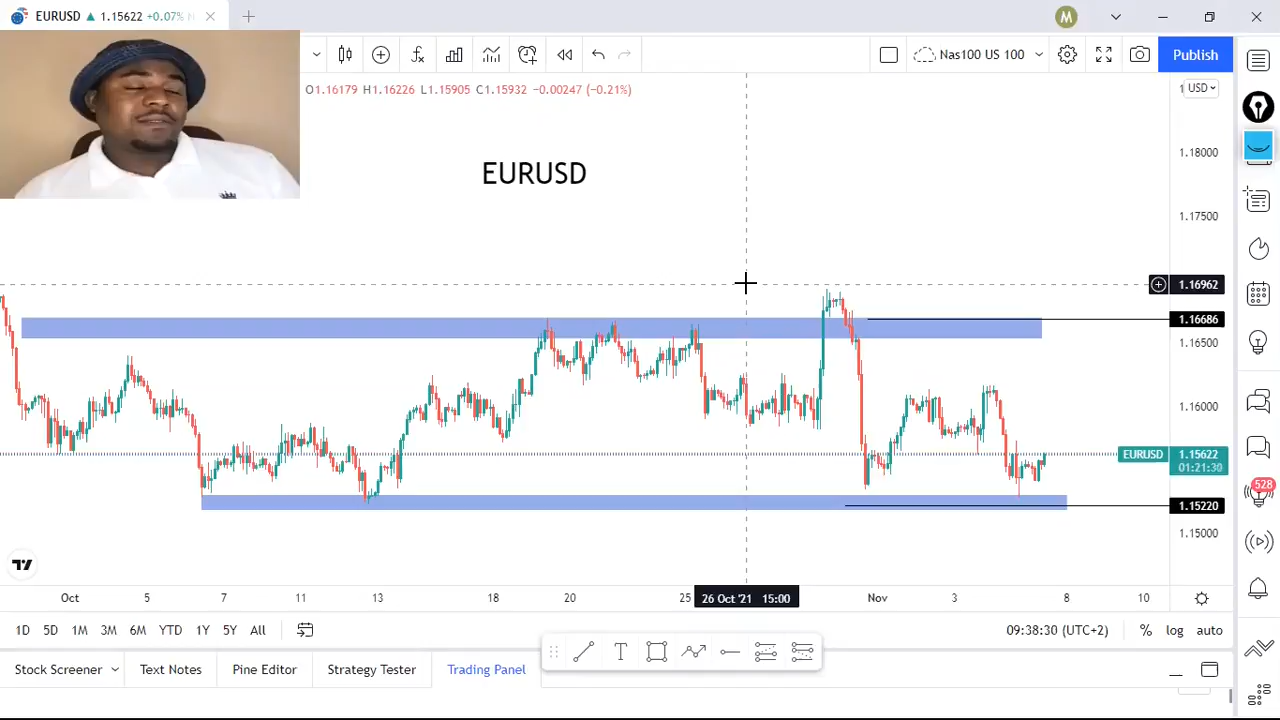 EURUSD 1.15622 +0.07%
M
Nas100 US 100
Publish
O1.16179 H1.16226 L1.15905 C1.15932 −0.00247 (−0.21%)
USD
EURUSD
1.18000
1.17500
1.16962
1.16686
1.16500
1.16000
EURUSD 1.15622
01:21:30
1.15220
1.15000
528
Oct 5 7 11 13 18 20 25 26 Oct '21 15:00 Nov 3 8 10
1D 5D 1M 3M 6M YTD 1Y 5Y All
09:38:30 (UTC+2) % log auto
Stock Screener Text Notes Pine Editor Strategy Tester Trading Panel